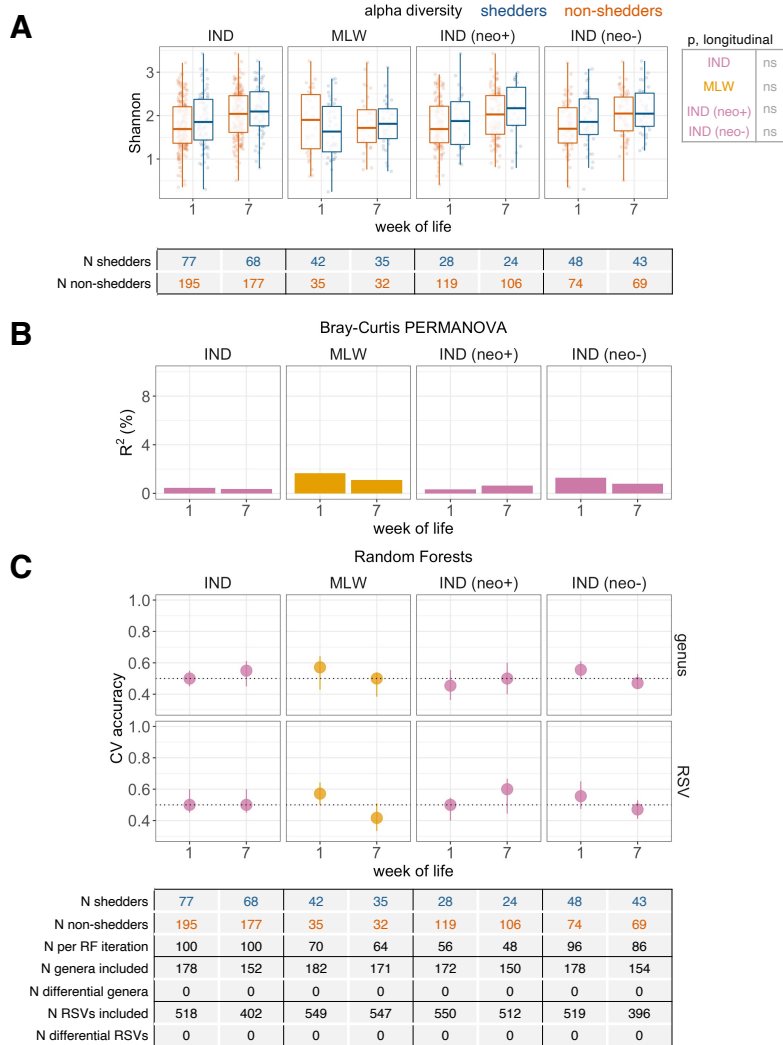 A
alpha diversity shedders non-shedders
IND MLW IND (neo+) IND (neo-)
p, longitudinal
IND ns
MLW ns
IND (neo+) ns
IND (neo-) ns
Shannon
3
2
1
1 7 1 7 1 7 1 7
week of life
N shedders 77 68 42 35 28 24 48 43
N non-shedders 195 177 35 32 119 106 74 69
B
Bray-Curtis PERMANOVA
IND MLW IND (neo+) IND (neo-)
R² (%)
8
4
0
1 7 1 7 1 7 1 7
week of life
C
Random Forests
IND MLW IND (neo+) IND (neo-)
CV accuracy
1.0
0.8
0.6
0.4
genus
1.0
0.8
0.6
0.4
RSV
1 7 1 7 1 7 1 7
week of life
N shedders 77 68 42 35 28 24 48 43
N non-shedders 195 177 35 32 119 106 74 69
N per RF iteration 100 100 70 64 56 48 96 86
N genera included 178 152 182 171 172 150 178 154
N differential genera 0 0 0 0 0 0 0 0
N RSVs included 518 402 549 547 550 512 519 396
N differential RSVs 0 0 0 0 0 0 0 0